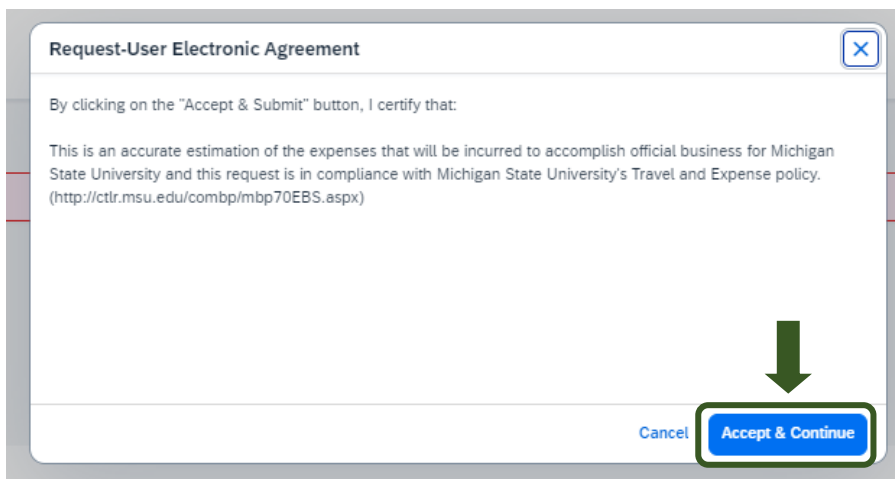 Request-User Electronic Agreement
By clicking on the "Accept & Submit" button, I certify that:
This is an accurate estimation of the expenses that will be incurred to accomplish official business for Michigan
State University and this request is in compliance with Michigan State University's Travel and Expense policy.
(http://ctlr.msu.edu/combp/mbp70EBS.aspx)
Cancel Accept & Continue